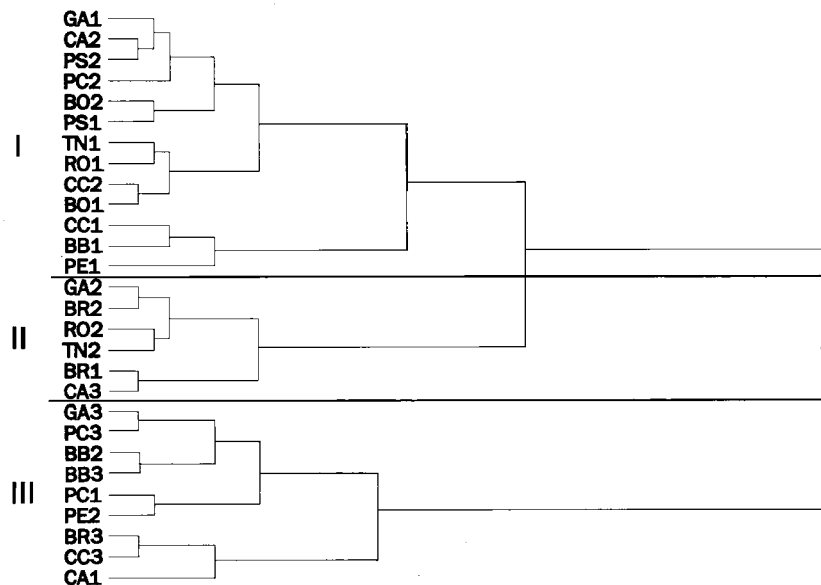 GA1
CA2
PS2
PC2
BO2
PS1
I
TN1
RO1
CC2
BO1
CC1
BB1
PE1
GA2
BR2
II
RO2
TN2
BR1
CA3
GA3
PC3
BB2
BB3
III
PC1
PE2
BR3
CC3
CA1